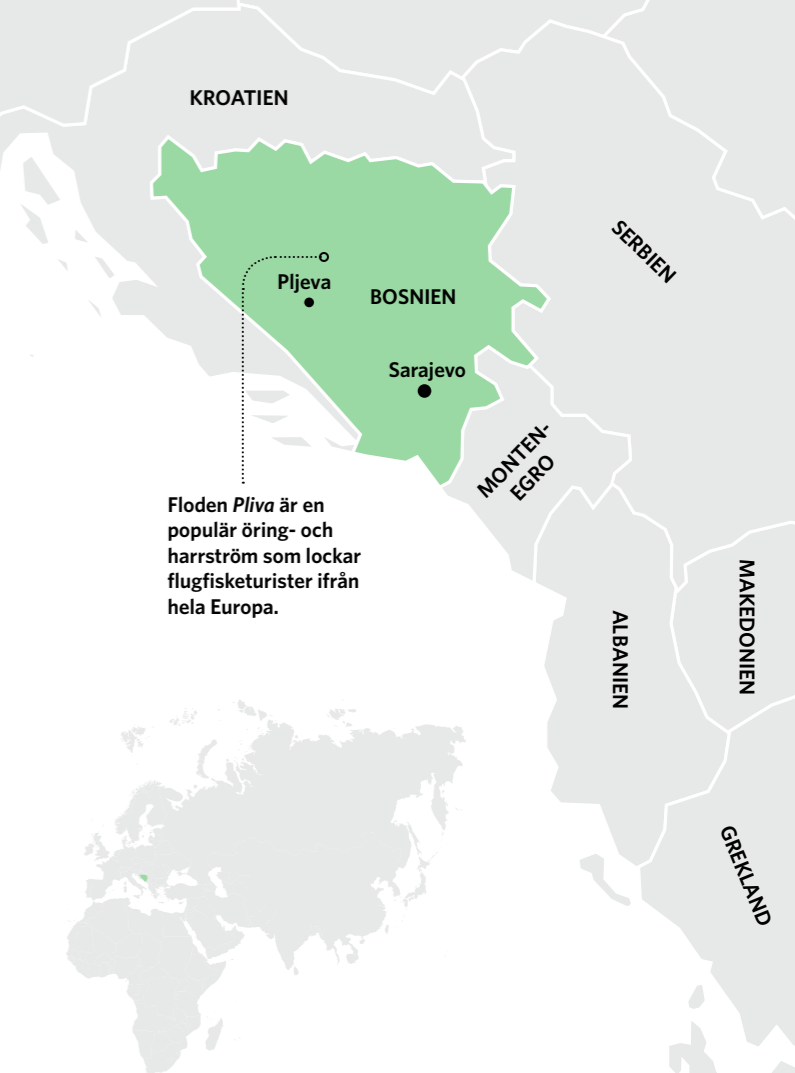 KROATIEN
SERBIEN
Pljeva
BOSNIEN
Sarajevo
MONTEN-
EGRO
Floden Pliva är en
populär öring- och
harrström som lockar
flugfisketurister ifrån
hela Europa.
MAKEDONIEN
ALBANIEN
GREKLAND